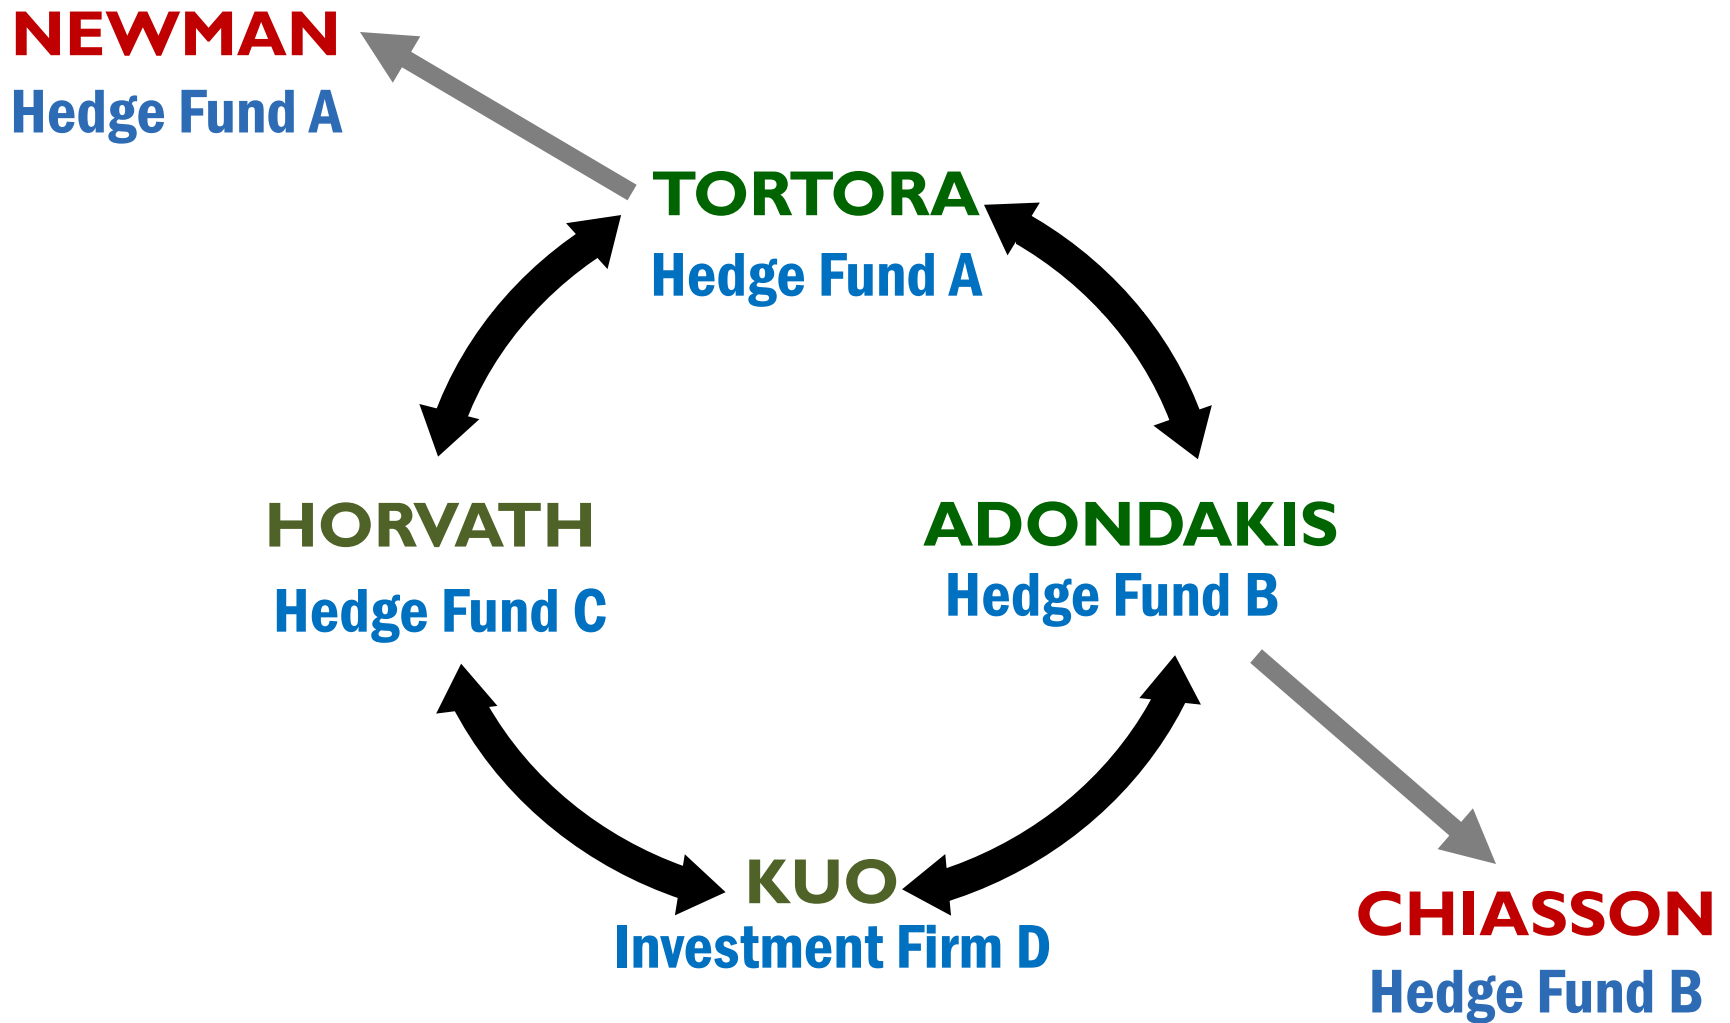 NEWMAN
Hedge Fund A
TORTORA
Hedge Fund A
HORVATH
Hedge Fund C
ADONDAKIS
Hedge Fund B
KUO
Investment Firm D
CHIASSON
Hedge Fund B